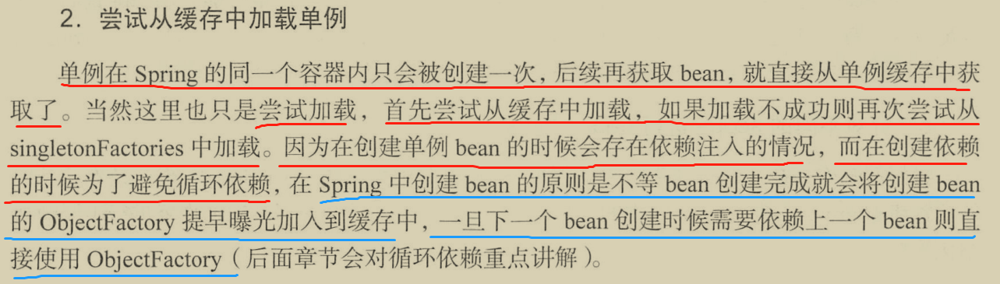 2. 尝试从缓存中加载单例
单例在 Spring 的同一个容器内只会被创建一次，后续再获取 bean，就直接从单例缓存中获
取了。当然这里也只是尝试加载，首先尝试从缓存中加载，如果加载不成功则再次尝试从
singletonFactories 中加载。因为在创建单例 bean 的时候会存在依赖注入的情况，而在创建依赖
的时候为了避免循环依赖，在 Spring 中创建 bean 的原则是不等 bean 创建完成就会将创建 bean
的 ObjectFactory 提早曝光加入到缓存中，一旦下一个 bean 创建时候需要依赖上一个 bean 则直
接使用 ObjectFactory（后面章节会对循环依赖重点讲解）。